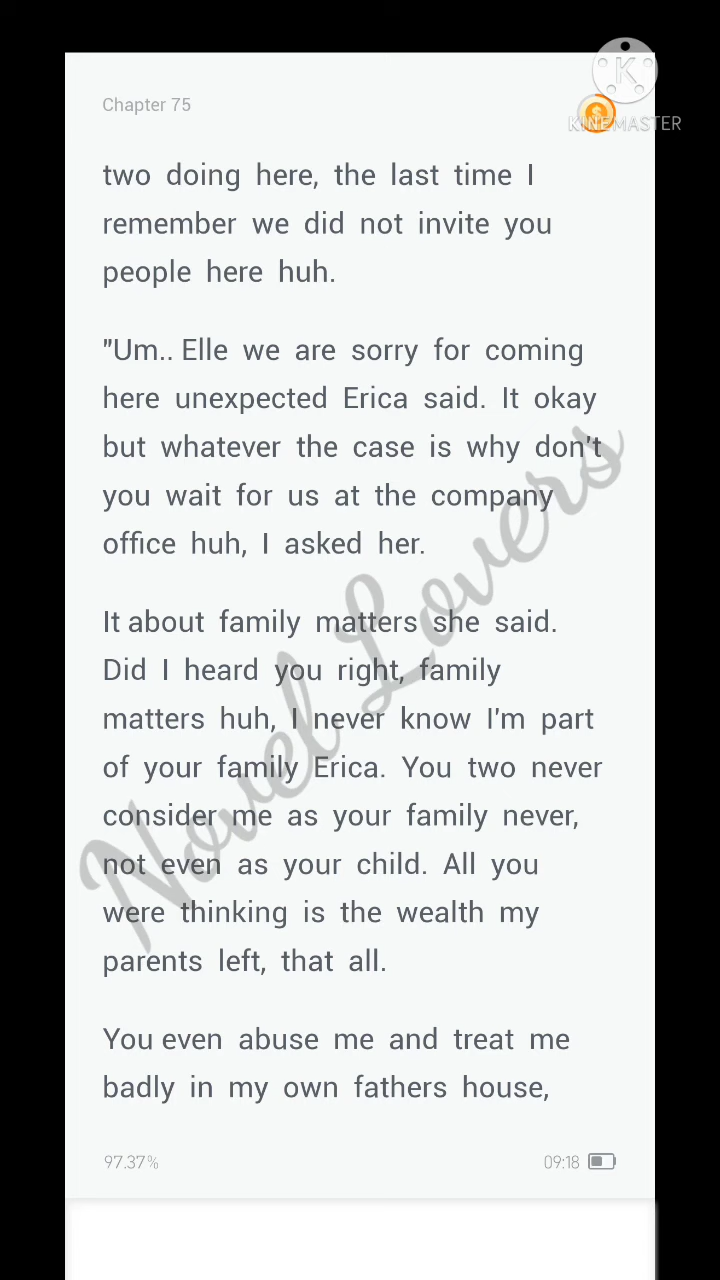 Chapter 75
K
KINEMASTER
two doing here, the last time I
remember we did not invite you
people here huh.
"Um.. Elle we are sorry for coming
here unexpected Erica said. It okay
but whatever the case is why don't
you wait for us at the company
office huh, I asked her.
It about family matters she said.
Did I heard you right, family
matters huh, I never know I'm part
of your family Erica. You two never
consider me as your family never,
not even as your child. All you
were thinking is the wealth my
parents left, that all.
You even abuse me and treat me
badly in my own fathers house,
Novel Lovers
97.37%
09:18